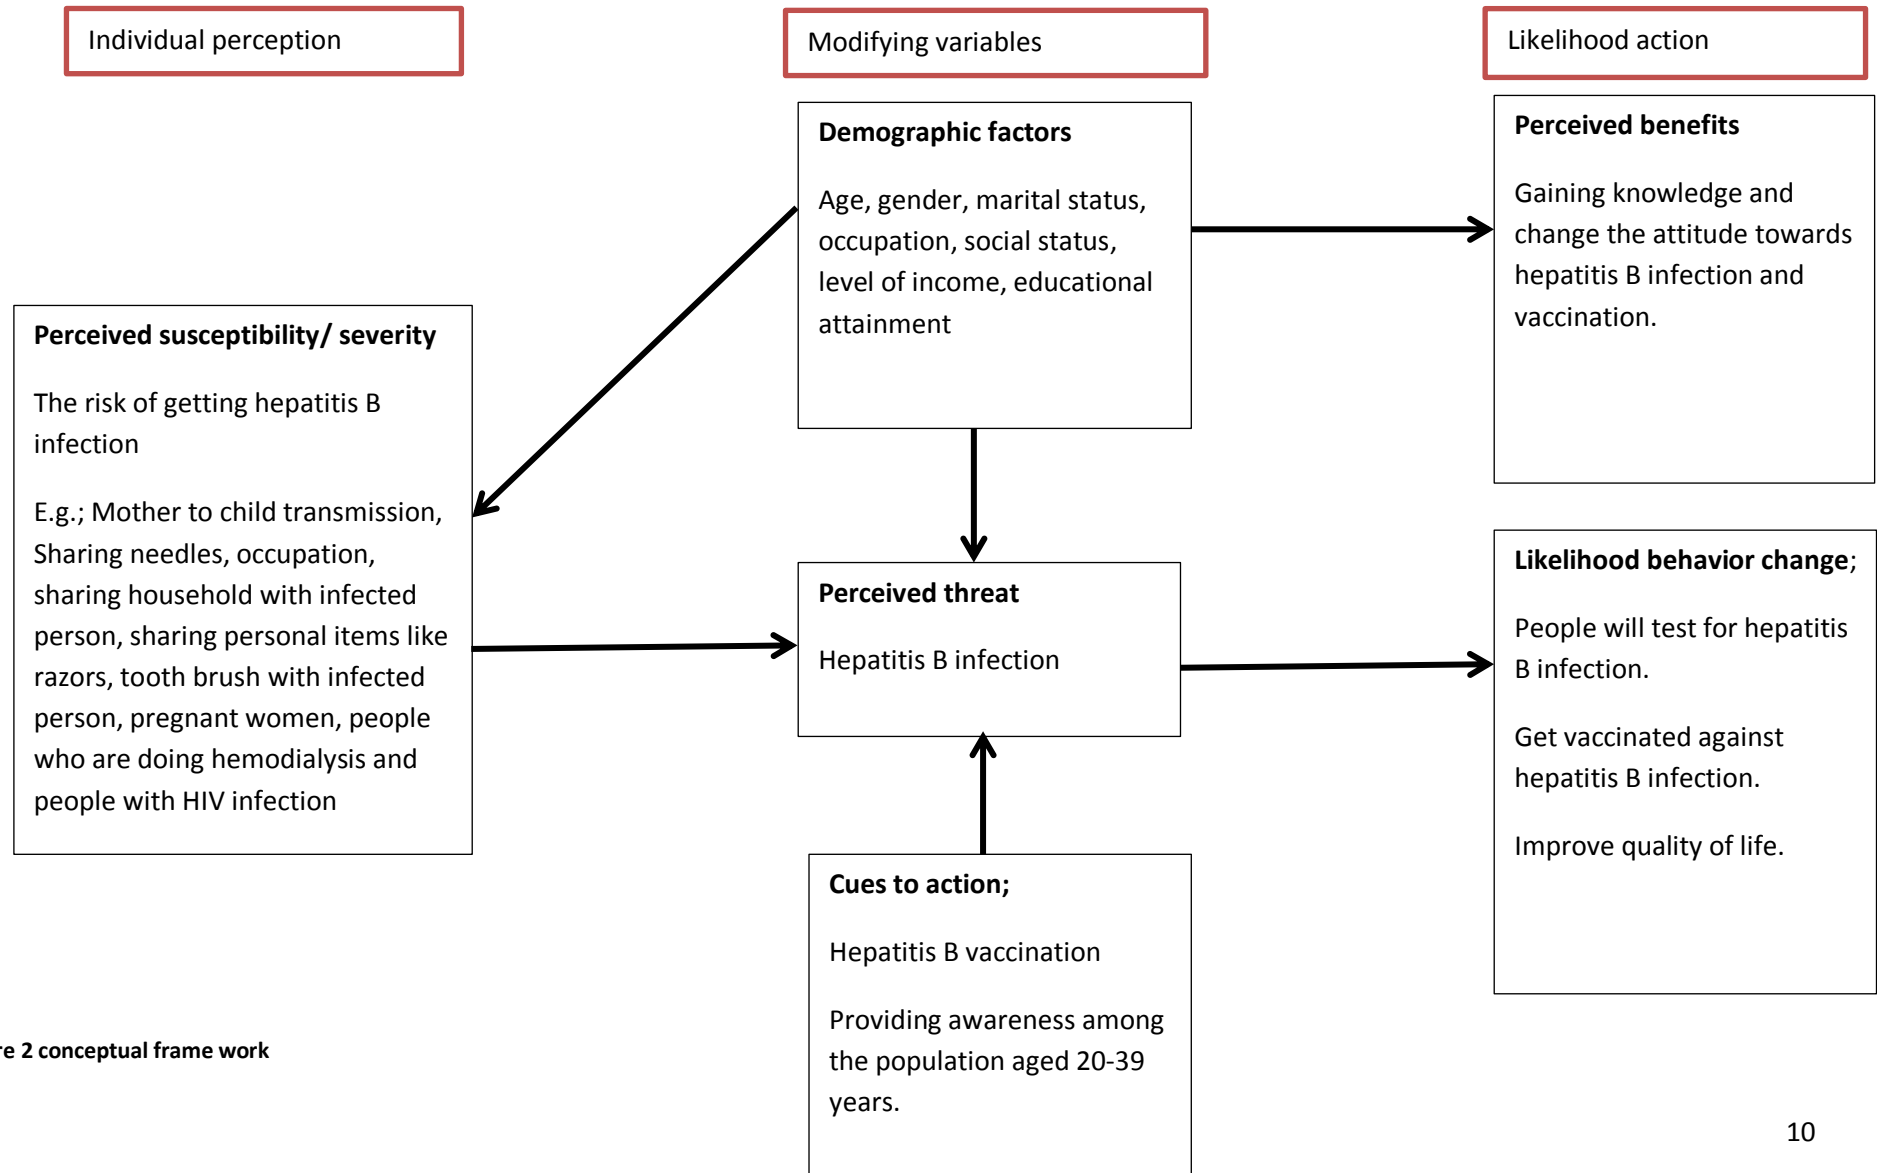 Individual perception
Modifying variables
Likelihood action
Demographic factors
Age, gender, marital status,
occupation, social status,
level of income, educational
attainment
Perceived benefits
Gaining knowledge and
change the attitude towards
hepatitis B infection and
vaccination.
Perceived susceptibility/ severity
The risk of getting hepatitis B
infection
E.g.; Mother to child transmission,
Sharing needles, occupation,
sharing household with infected
person, sharing personal items like
razors, tooth brush with infected
person, pregnant women, people
who are doing hemodialysis and
people with HIV infection
Perceived threat
Hepatitis B infection
Likelihood behavior change;
People will test for hepatitis
B infection.
Get vaccinated against
hepatitis B infection.
Improve quality of life.
Cues to action;
Hepatitis B vaccination
Providing awareness among
the population aged 20-39
years.
re 2 conceptual frame work
10